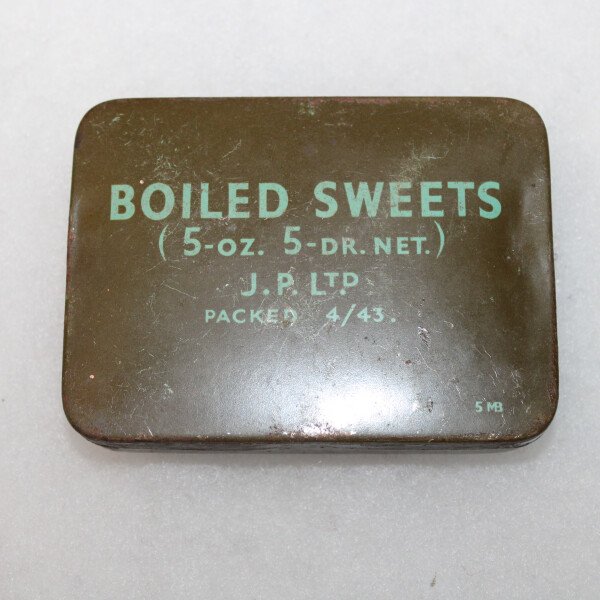 BOILED SWEETS
(5-OZ. 5-DR. NET.)
J.P. LTD.
PACKED 4/43.
5 MB